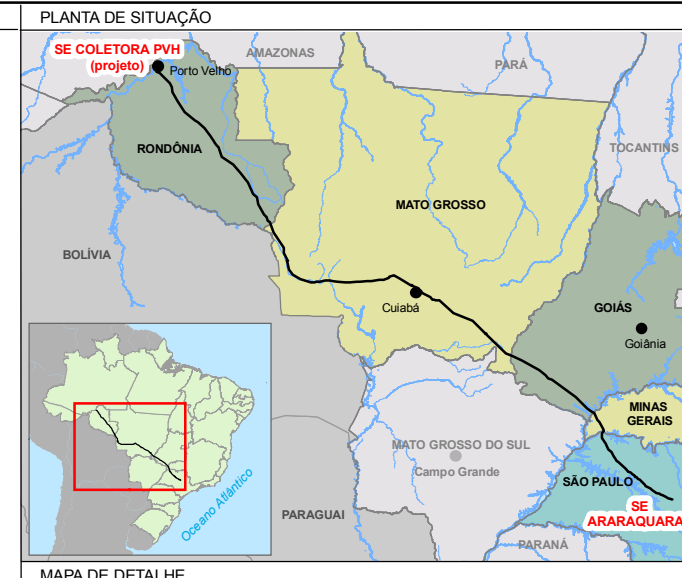 PLANTA DE SITUAÇÃO
SE COLETORA PVH
(projeto)
Porto Velho
AMAZONAS
PARÁ
TOCANTINS
RONDÔNIA
MATO GROSSO
BOLÍVIA
Cuiabá
GOIÁS
Goiânia
MINAS
GERAIS
MATO GROSSO DO SUL
Campo Grande
SÃO PAULO
SE
ARARAQUARA
PARAGUAI
PARANÁ
Oceano Atlântico
MAPA DE DETALHE